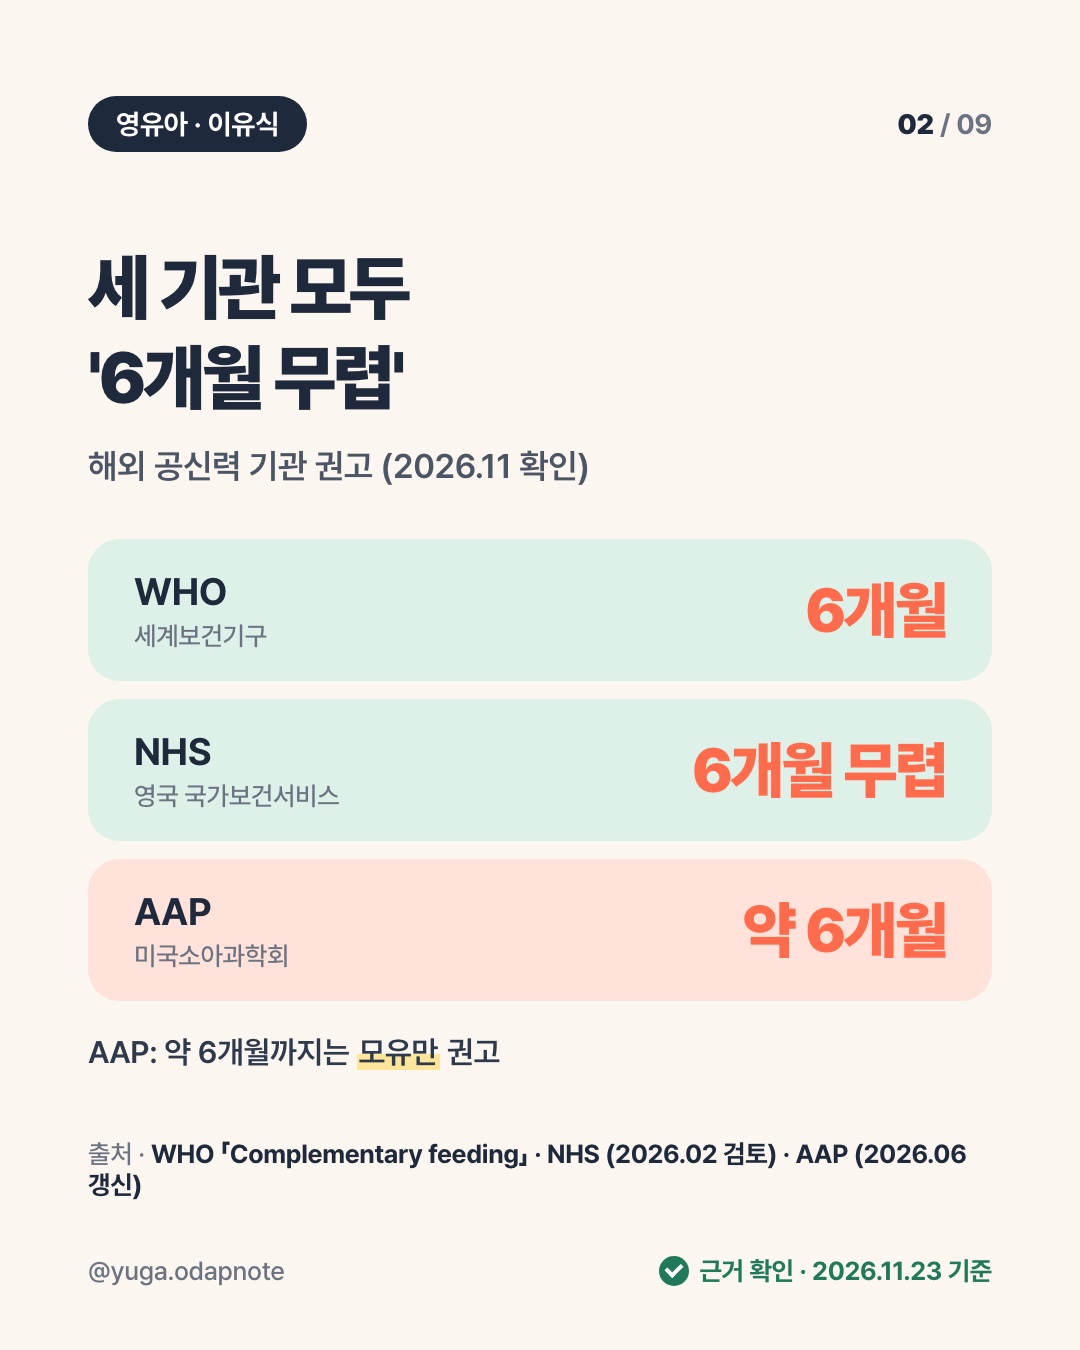 영유아 · 이유식
02 / 09
세 기관 모두
'6개월 무렵'
해외 공신력 기관 권고 (2026.11 확인)
WHO
세계보건기구
6개월
NHS
영국 국가보건서비스
6개월 무렵
AAP
미국소아과학회
약 6개월
AAP: 약 6개월까지는 모유만 권고
출처 · WHO 「Complementary feeding」 · NHS (2026.02 검토) · AAP (2026.06
갱신)
@yuga.odapnote
근거 확인 · 2026.11.23 기준